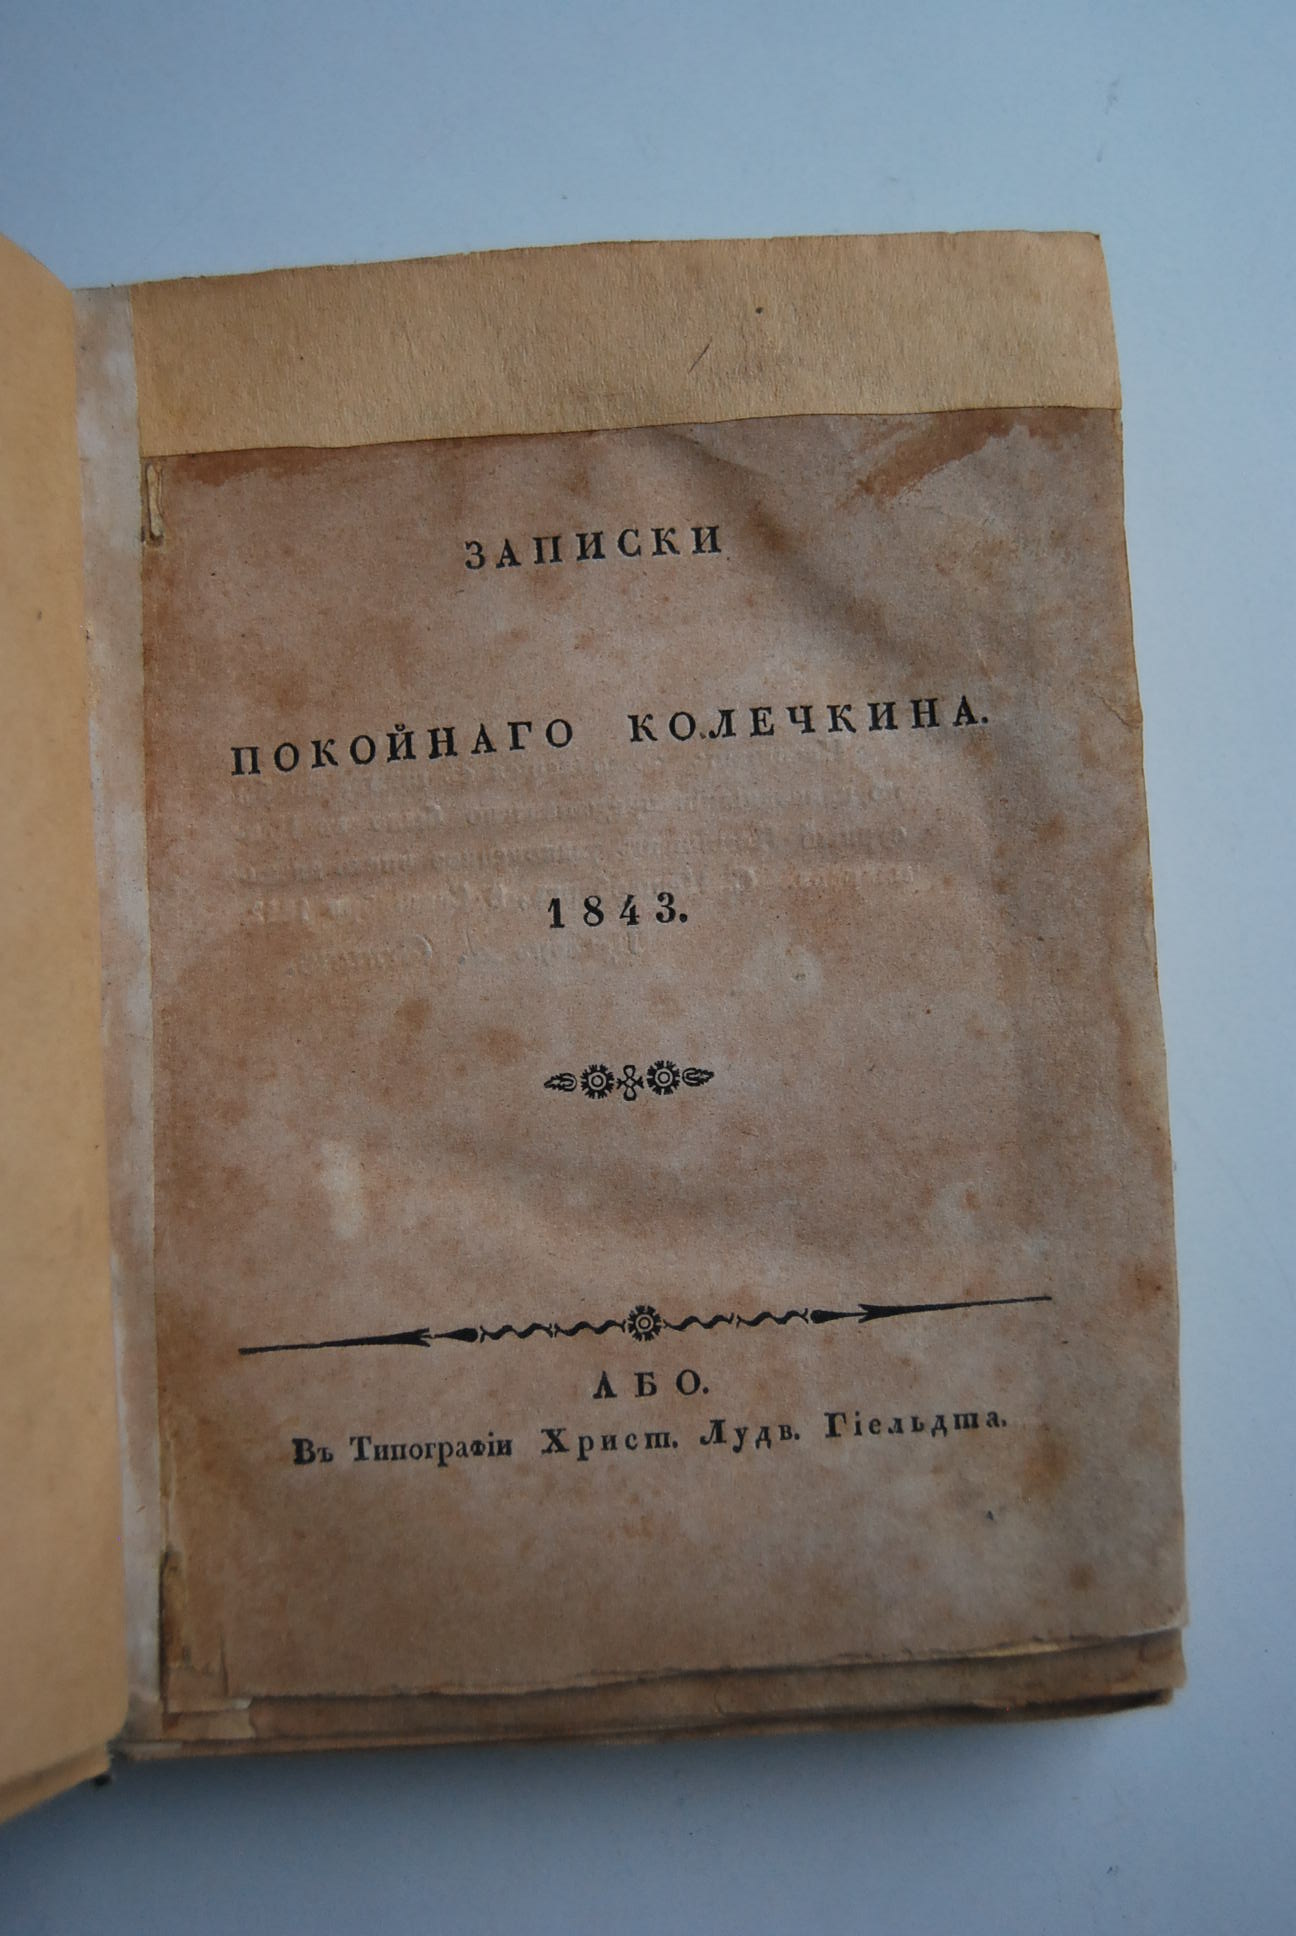 ЗАПИСКИ
ПОКОЙНАГО КОЛЕЧКИНА.
1843.
АБО.
Въ Типографіи Христ. Лудв. Гіельдта.